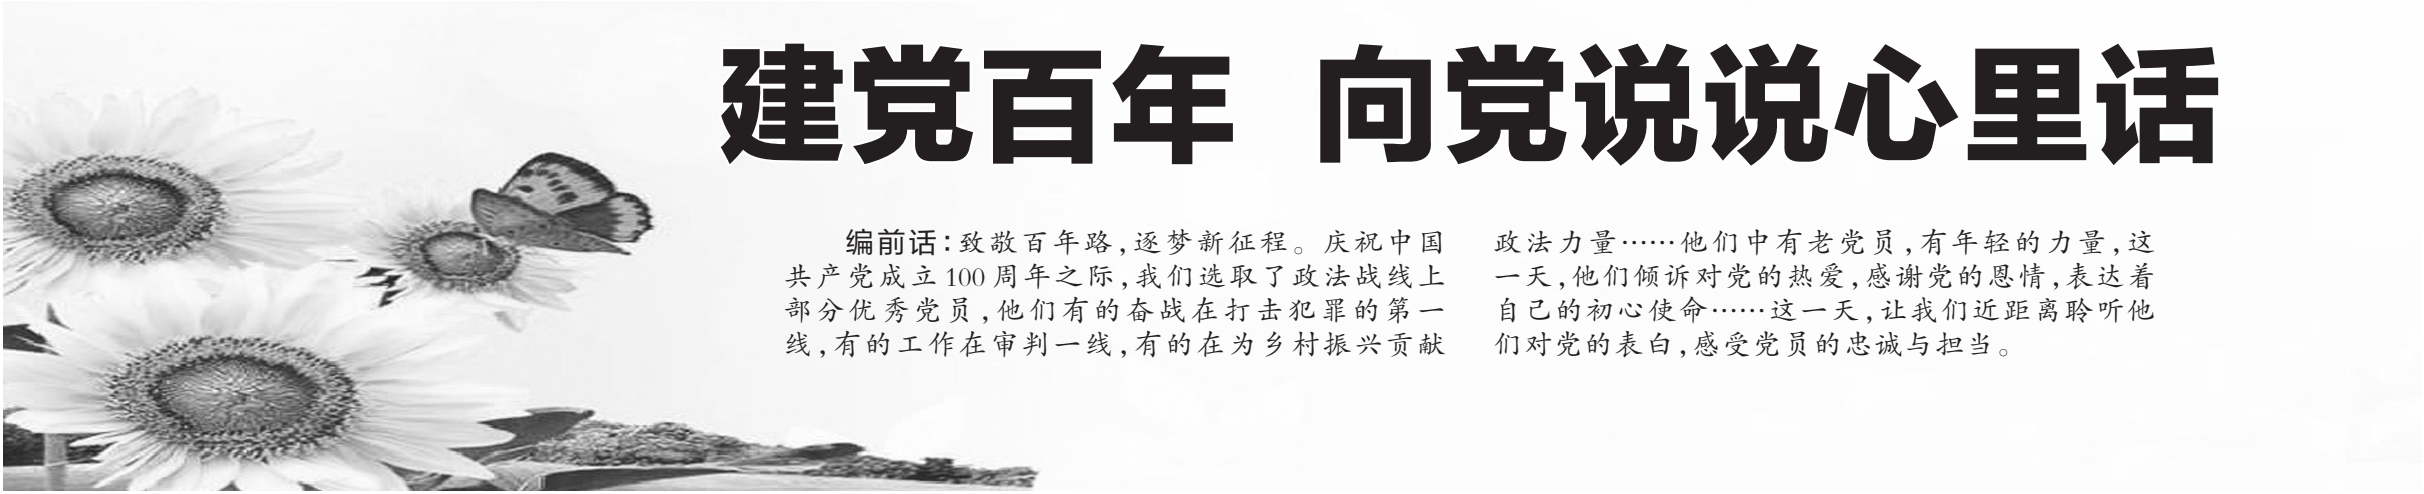 建党百年 向党说说心里话
编前话：致敬百年路，逐梦新征程。庆祝中国
共产党成立100周年之际，我们选取了政法战线上
部分优秀党员，他们有的奋战在打击犯罪的第一
线，有的工作在审判一线，有的在为乡村振兴贡献
政法力量……他们中有老党员，有年轻的力量，这
一天，他们倾诉对党的热爱，感谢党的恩情，表达着
自己的初心使命……这一天，让我们近距离聆听他
们对党的表白，感受党员的忠诚与担当。